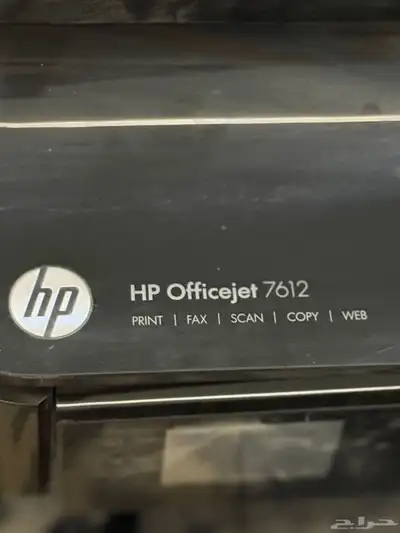 hp
HP Officejet 7612
PRINT | FAX | SCAN | COPY | WEB
حراج